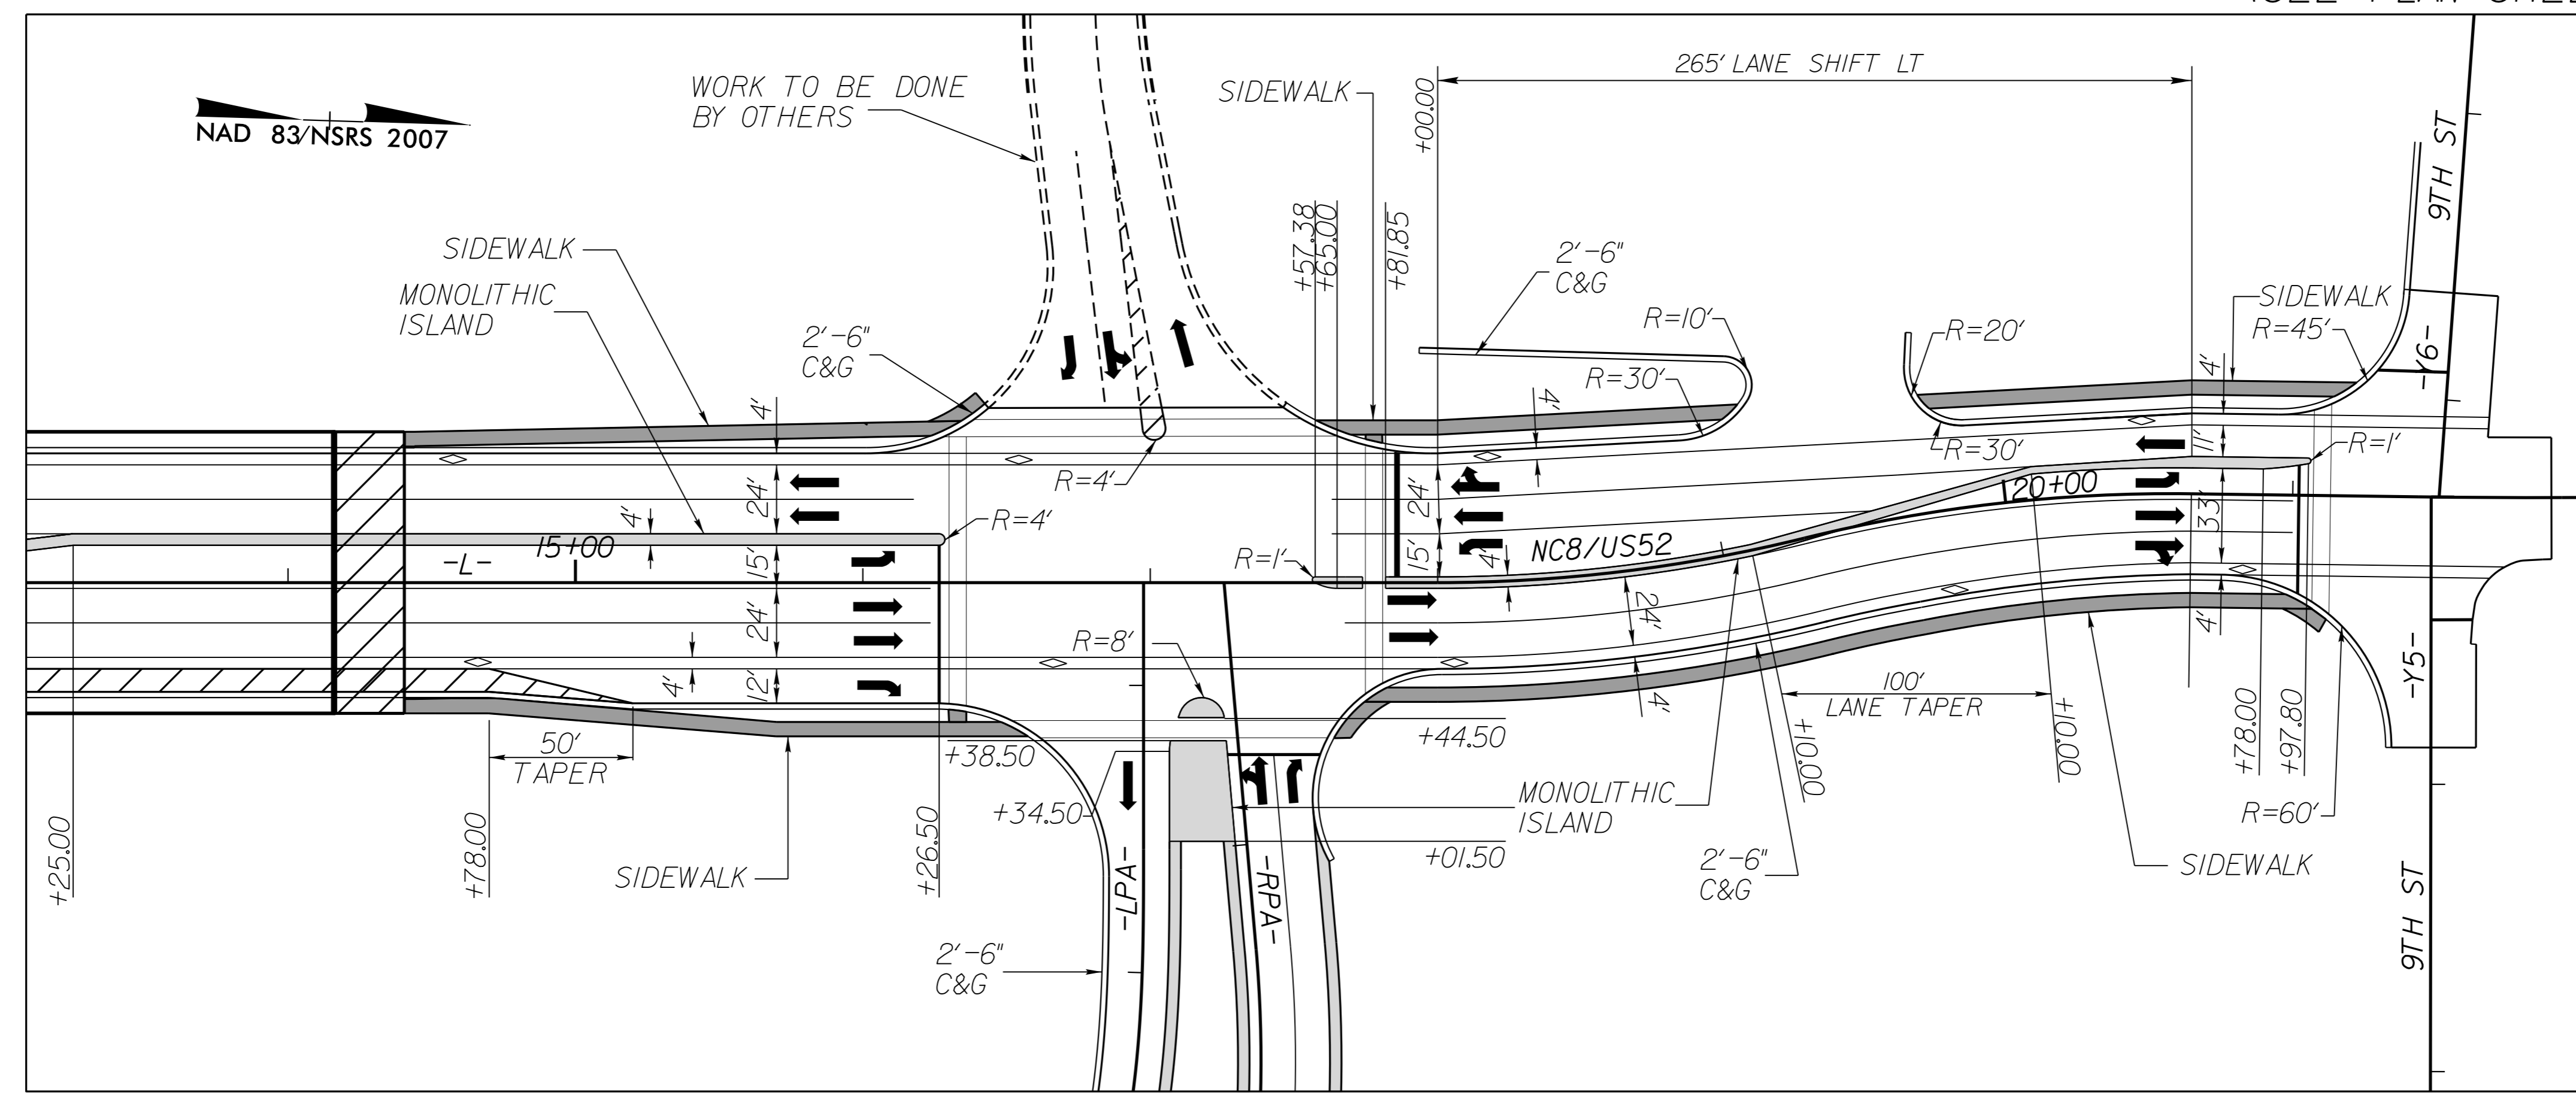 265' LANE SHIFT LT
WORK TO BE DONE
BY OTHERS
SIDEWALK
+00.00
NAD 83/NSRS 2007
9TH ST
SIDEWALK
MONOLITHIC
ISLAND
2'-6"
C&G
+57.38
+65.00
+81.85
2'-6"
C&G
R=10'
R=30'
R=20'
SIDEWALK
R=45'
-Y6-
4'
4'
4'
R=30'
11'
R=1'
R=4'
24'
24'
4'
R=4'
15+00
-L-
15'
R=1'
15'
4'
NC8/US52
20+00
33'
24'
24'
R=8'
4'
12'
4'
4'
-Y5-
50'
TAPER
+38.50
+44.50
100'
LANE TAPER
+10.00
+10.00
+78.00
+97.80
+34.50
MONOLITHIC
ISLAND
R=60'
+25.00
+78.00
SIDEWALK
+26.50
+01.50
2'-6"
C&G
SIDEWALK
-LPA-
-RPA-
9TH ST
2'-6"
C&G